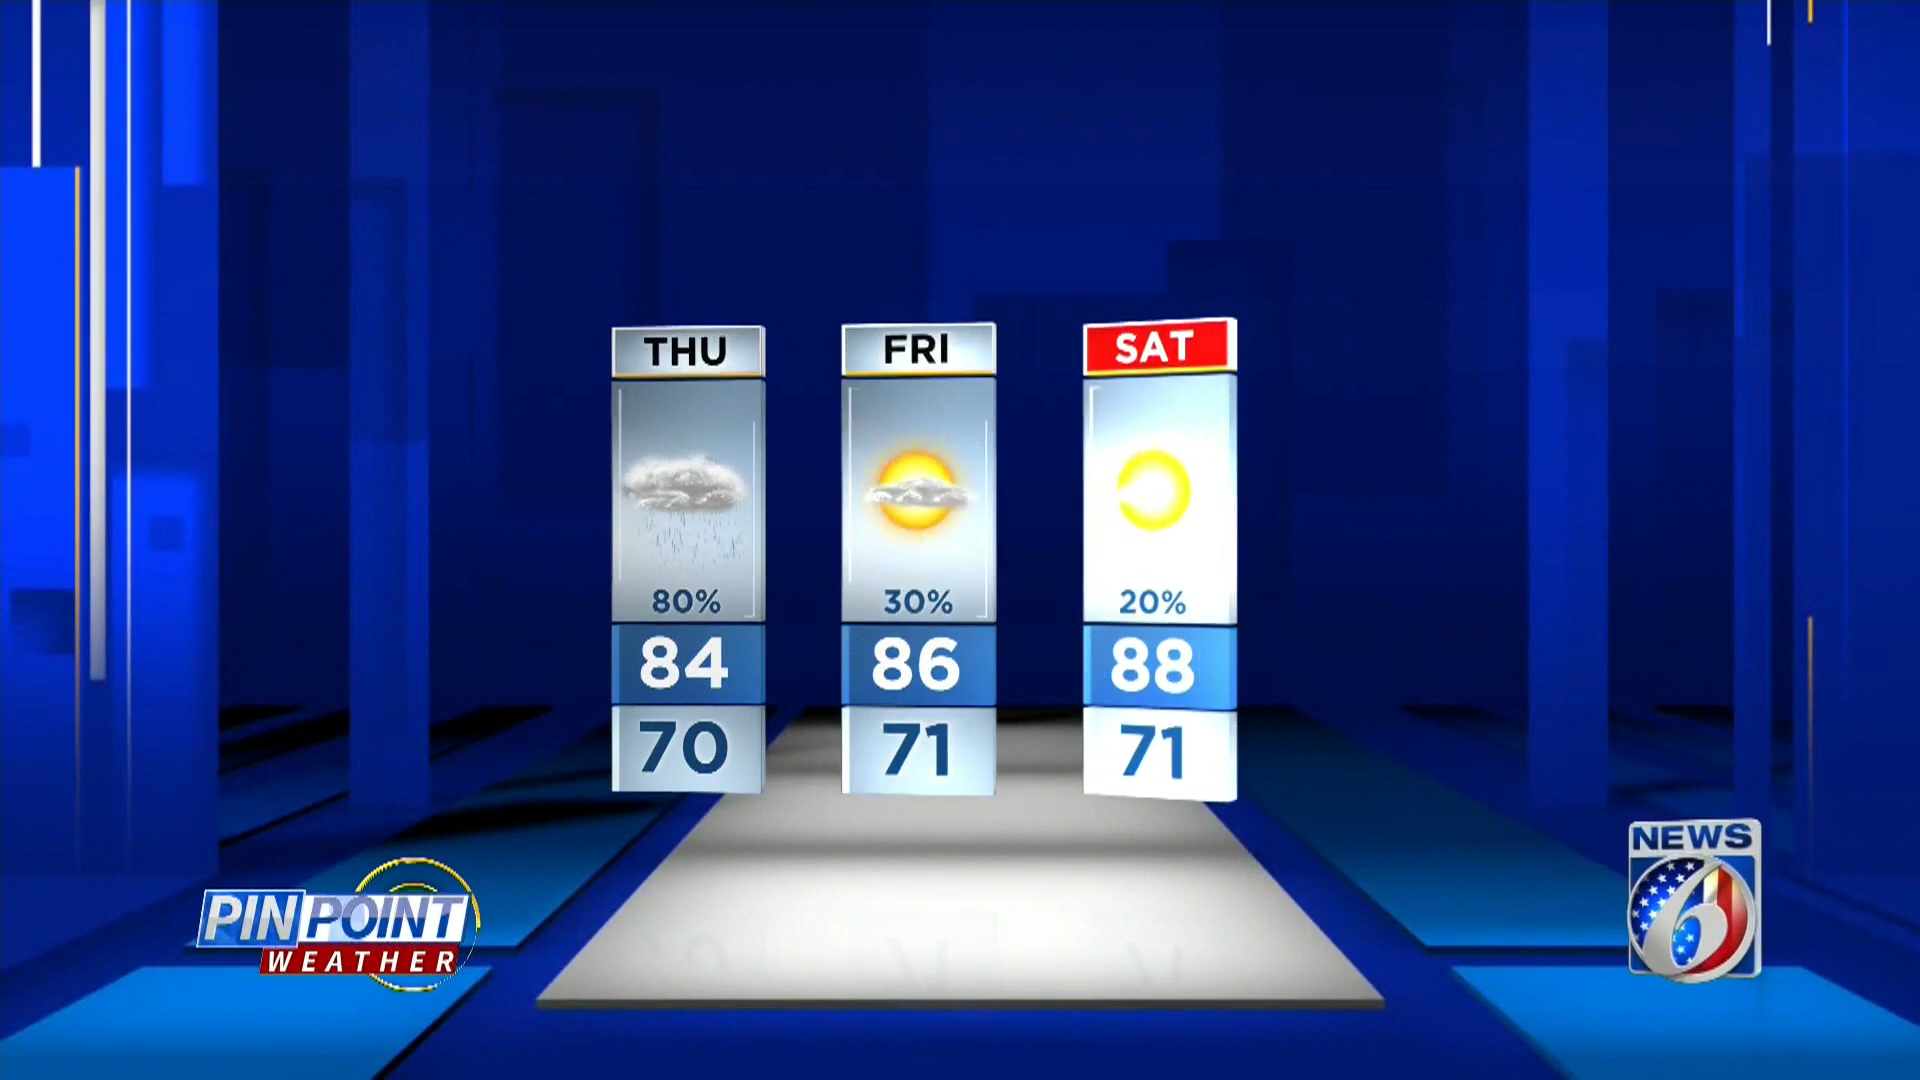 THU FRI SAT
80% 30% 20%
84 86 88
70 71 71
PINPOINT
WEATHER
NEWS
6